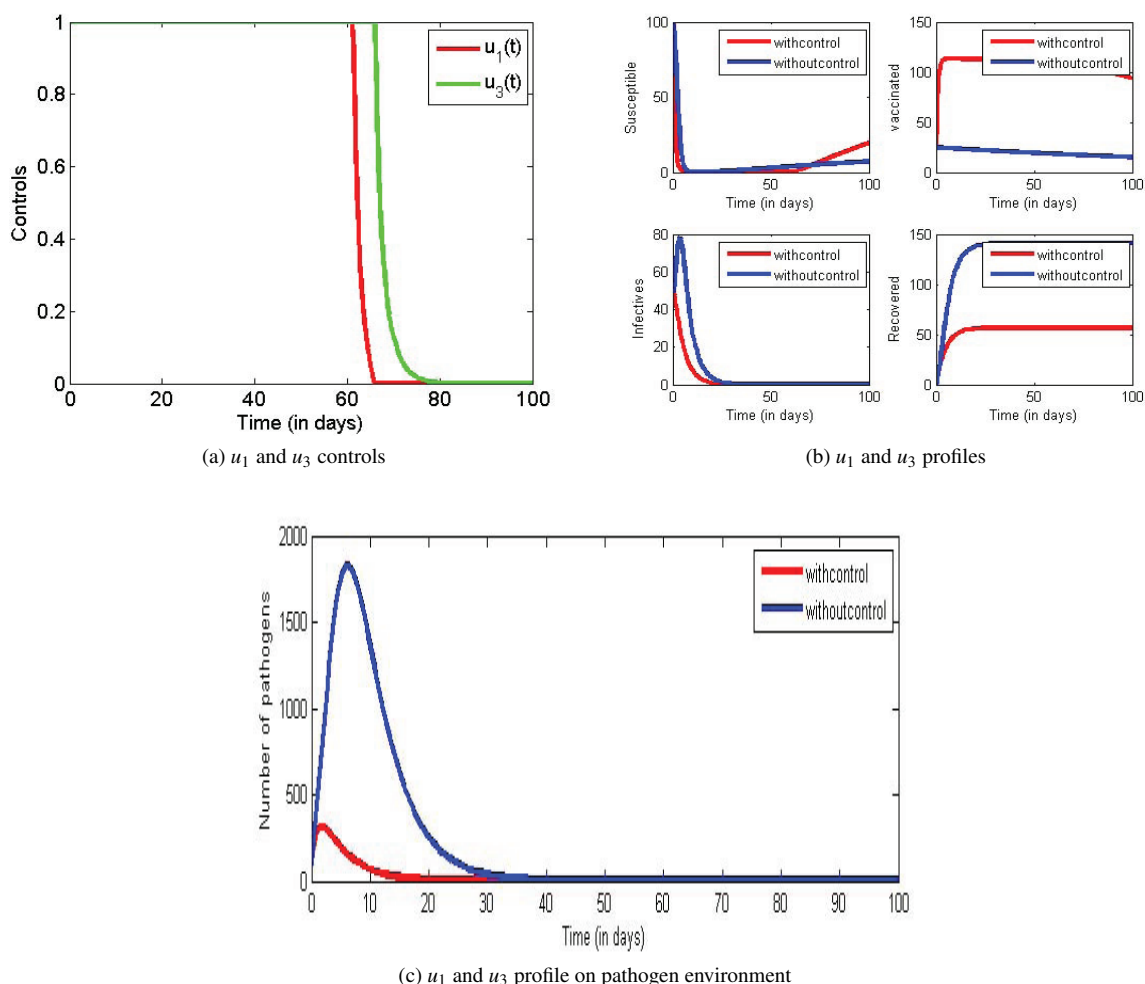 1
0.8
0.6
0.4
0.2
0
Controls
u1(t)
u3(t)
0 20 40 60 80 100
Time (in days)
(a) u1 and u3 controls
100
50
0
Susceptible
withcontrol
withoutcontrol
0 50 100
Time (in days)
150
100
50
0
vaccinated
withcontrol
withoutcontrol
0 50 100
Time (in days)
80
60
40
20
0
Infectives
withcontrol
withoutcontrol
0 50 100
Time (in days)
150
100
50
0
Recovered
withcontrol
withoutcontrol
0 50 100
Time (in days)
(b) u1 and u3 profiles
2000
1500
1000
500
0
Number of pathogens
withcontrol
withoutcontrol
0 10 20 30 40 50 60 70 80 90 100
Time (in days)
(c) u1 and u3 profile on pathogen environment